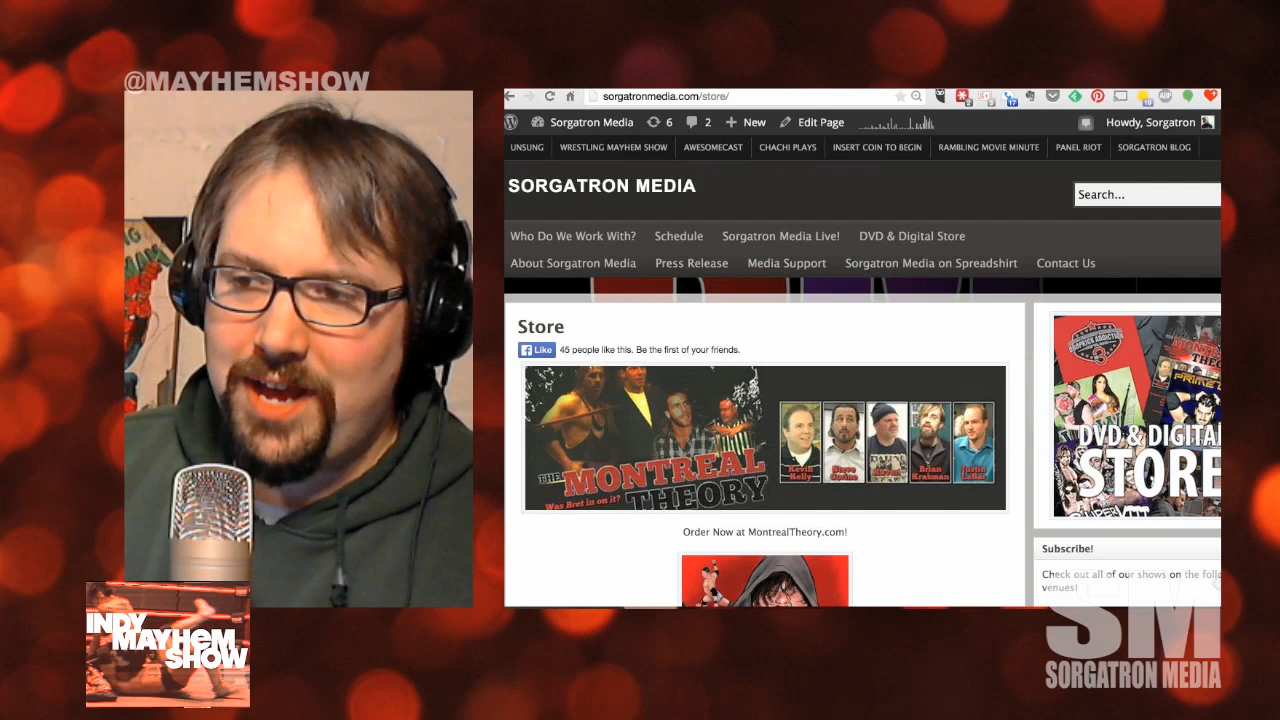 @MAYHEMSHOW
sorgatronmedia.com/store/
Sorgatron Media 6 2 New Edit Page Howdy, Sorgatron
UNSUNG WRESTLING MAYHEM SHOW AWESOMECAST CHACHI PLAYS INSERT COIN TO BEGIN RAMBLING MOVIE MINUTE PANEL RIOT SORGATRON BLOG
SORGATRON MEDIA
Search...
Who Do We Work With? Schedule Sorgatron Media Live! DVD & Digital Store
About Sorgatron Media Press Release Media Support Sorgatron Media on Spreadshirt Contact Us
Store
Like 45 people like this. Be the first of your friends.
THE MONTREAL
THEORY
Was Bret in on it?
Kevin Kelly
Steve Corino
Raven
Brian Krakman
Justin LaBar
Order Now at MontrealTheory.com!
DVD & DIGITAL
STORE
Subscribe!
Check out all of our shows on the follo
venues!
INDY
MAYHEM
SHOW
SM
SORGATRON MEDIA